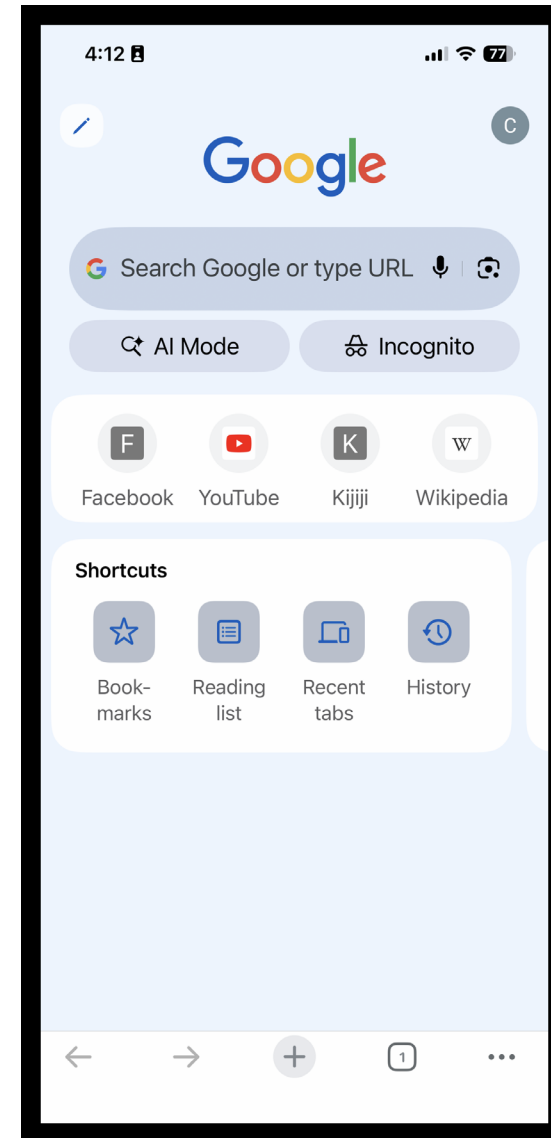 4:12
77
C
Google
G Search Google or type URL
AI Mode
Incognito
F
K
W
Facebook
YouTube
Kijiji
Wikipedia
Shortcuts
Book-
marks
Reading
list
Recent
tabs
History
1